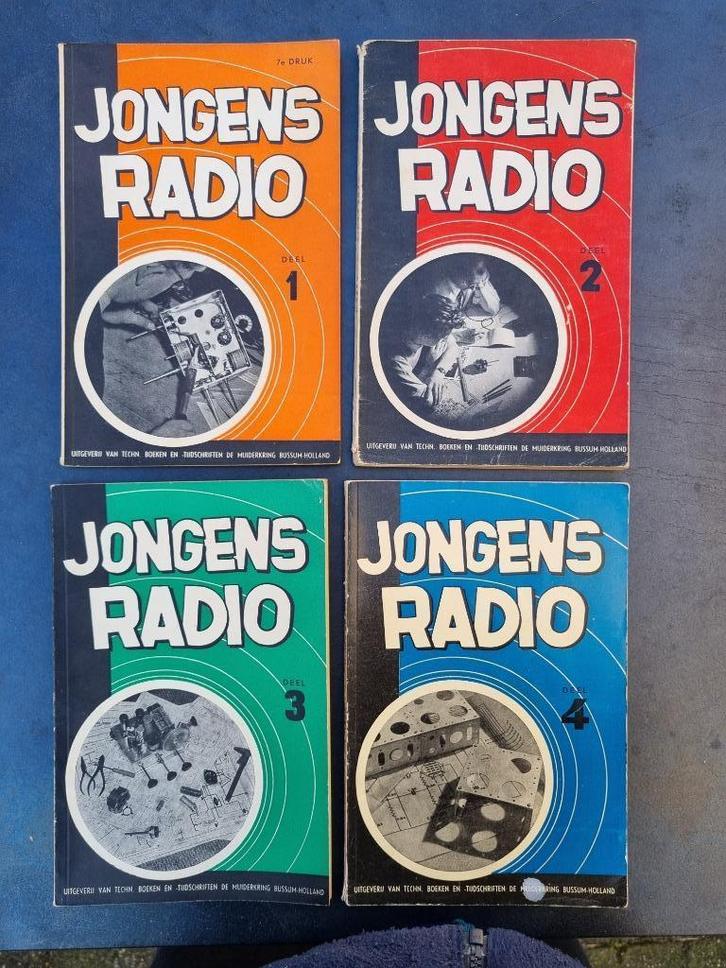 7e DRUK
JONGENS
RADIO
DEEL
1
UITGEVERIJ VAN TECHN. BOEKEN EN -TIJDSCHRIFTEN DE MUIDERKRING BUSSUM-HOLLAND
JONGENS
RADIO
DEEL
2
UITGEVERIJ VAN TECHN. BOEKEN EN -TIJDSCHRIFTEN DE MUIDERKRING BUSSUM-HOLLAND
JONGENS
RADIO
DEEL
3
UITGEVERIJ VAN TECHN. BOEKEN EN -TIJDSCHRIFTEN DE MUIDERKRING BUSSUM-HOLLAND
JONGENS
RADIO
DEEL
4
UITGEVERIJ VAN TECHN. BOEKEN EN -TIJDSCHRIFTEN DE MUIDERKRING BUSSUM-HOLLAND